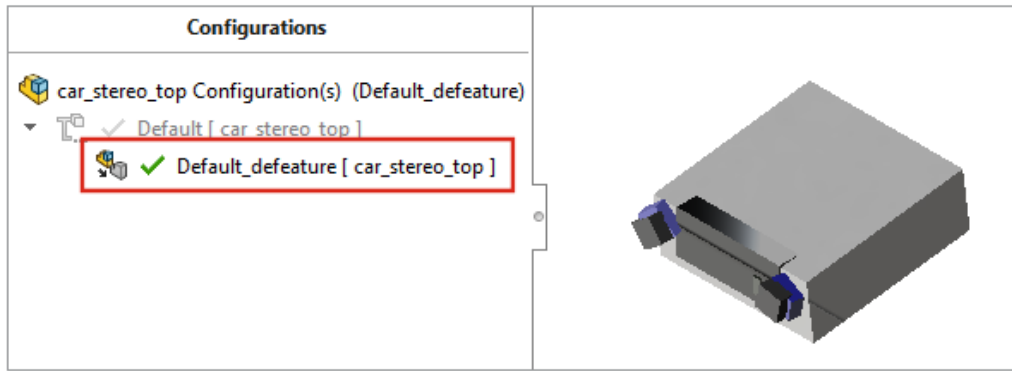 Configurations
car_stereo_top Configuration(s) (Default_defeature)
Default [ car_stereo_top ]
Default_defeature [ car_stereo_top ]